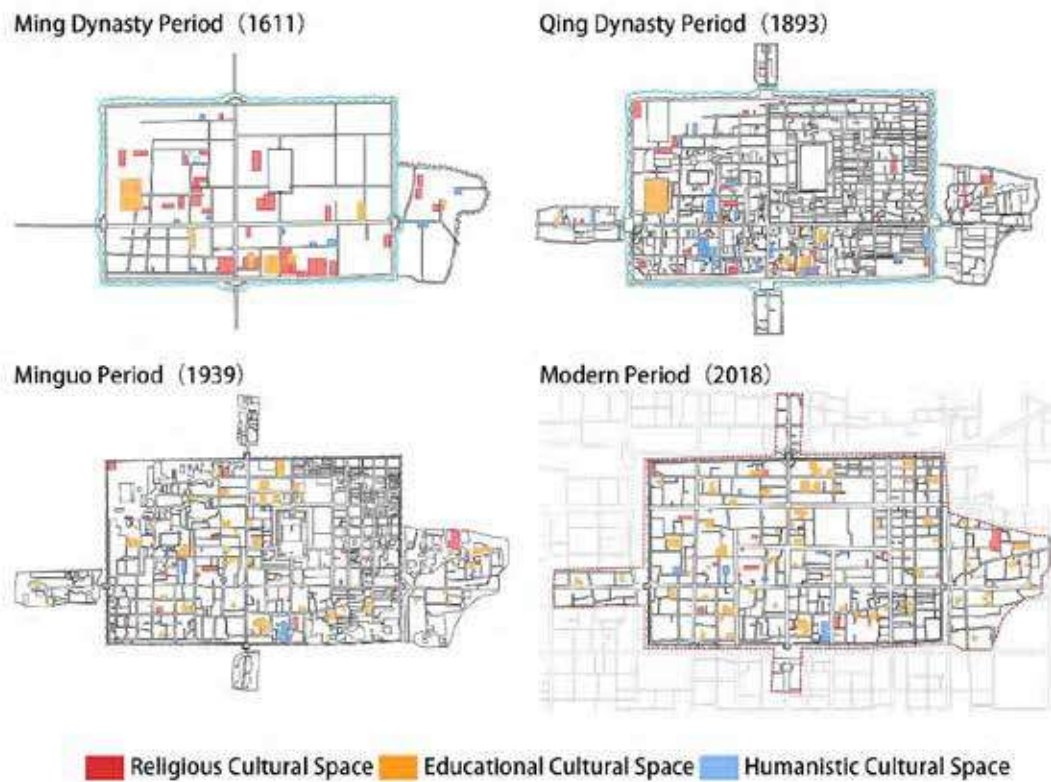 Ming Dynasty Period（1611）
Qing Dynasty Period（1893）
Minguo Period（1939）
Modern Period（2018）
Religious Cultural Space
Educational Cultural Space
Humanistic Cultural Space